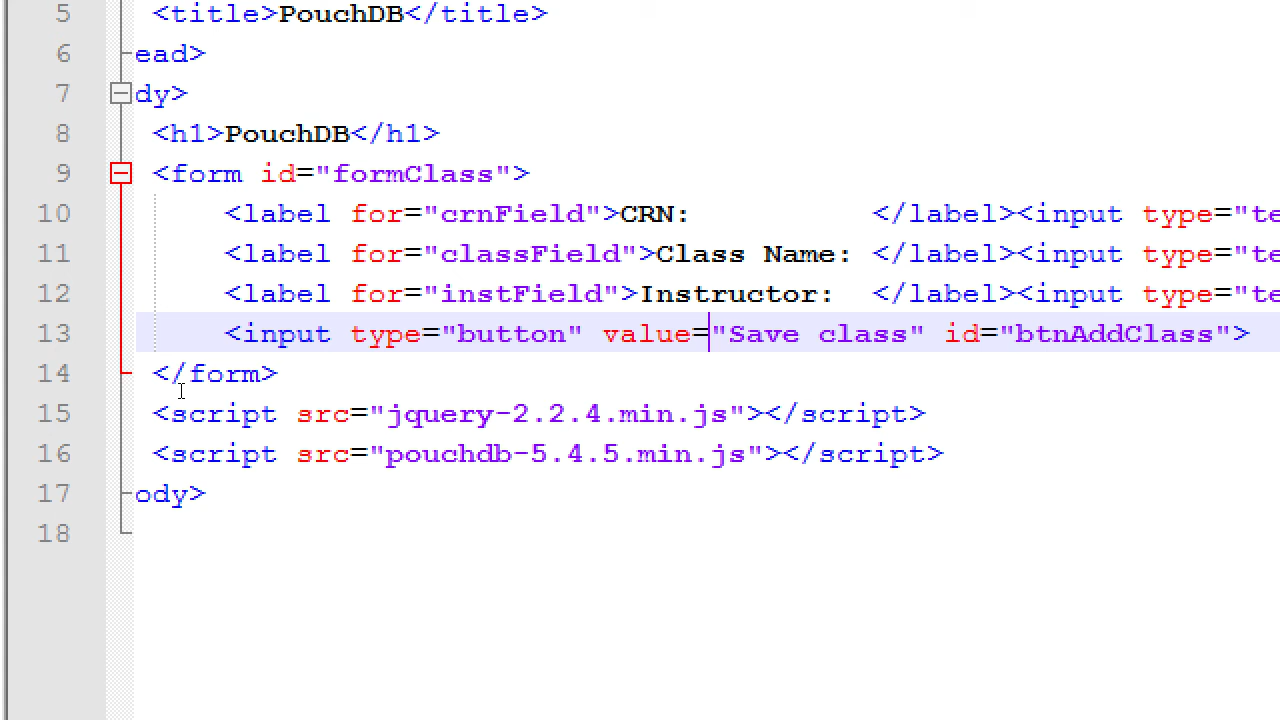 5 <title>PouchDB</title>
6 ead>
7 dy>
8 <h1>PouchDB</h1>
9 <form id="formClass">
10 <label for="crnField">CRN: </label><input type="te
11 <label for="classField">Class Name: </label><input type="te
12 <label for="instField">Instructor: </label><input type="te
13 <input type="button" value="Save class" id="btnAddClass">
14 </form>
15 <script src="jquery-2.2.4.min.js"></script>
16 <script src="pouchdb-5.4.5.min.js"></script>
17 ody>
18